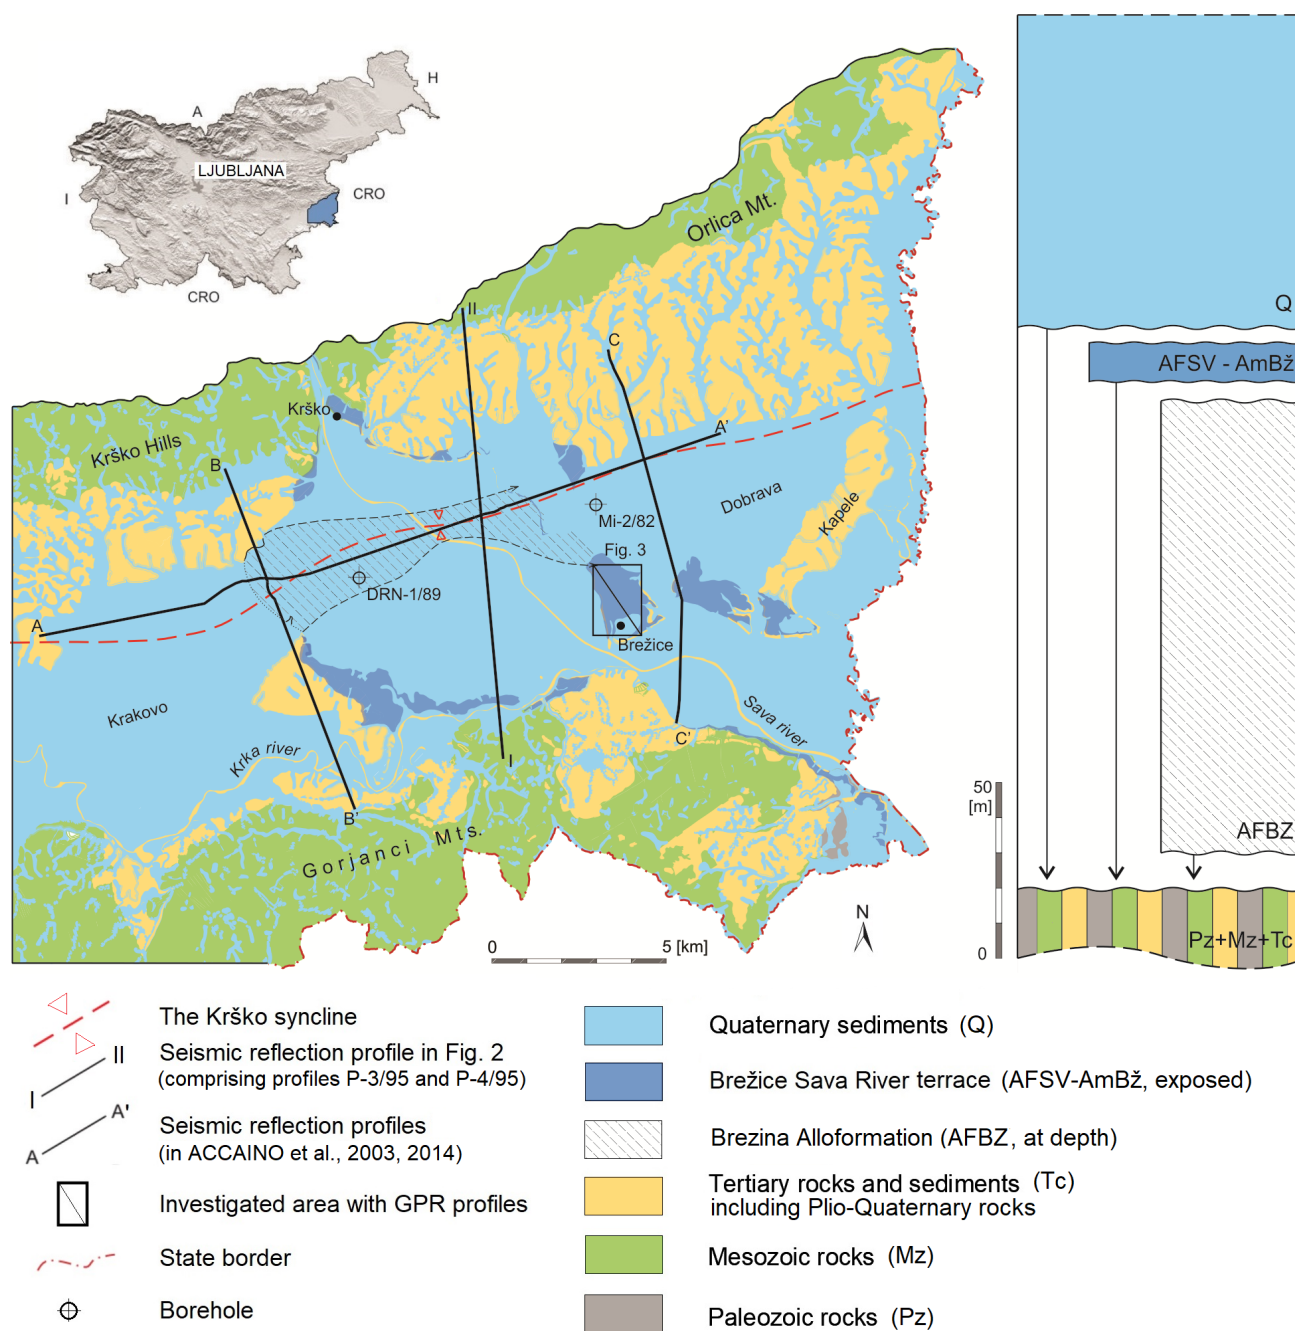 H
A
LJUBLJANA
I
CRO
CRO
Orlica Mt.
II
C
Krško
A'
Krško Hills
B
Dobrava
Mi-2/82
Kapele
Fig. 3
DRN-1/89
A
Brežice
Krakovo
Sava river
C'
Krka river
I
B'
Gorjanci Mts.
N
0 5 [km]
Q
AFSV - AmBž
AFBZ
50
[m]
0
Pz+Mz+Tc
The Krško syncline
II
I
Seismic reflection profile in Fig. 2
(comprising profiles P-3/95 and P-4/95)
A'
A
Seismic reflection profiles
(in ACCAINO et al., 2003, 2014)
Investigated area with GPR profiles
State border
Borehole
Quaternary sediments (Q)
Brežice Sava River terrace (AFSV-AmBž, exposed)
Brezina Alloformation (AFBZ, at depth)
Tertiary rocks and sediments (Tc)
including Plio-Quaternary rocks
Mesozoic rocks (Mz)
Paleozoic rocks (Pz)